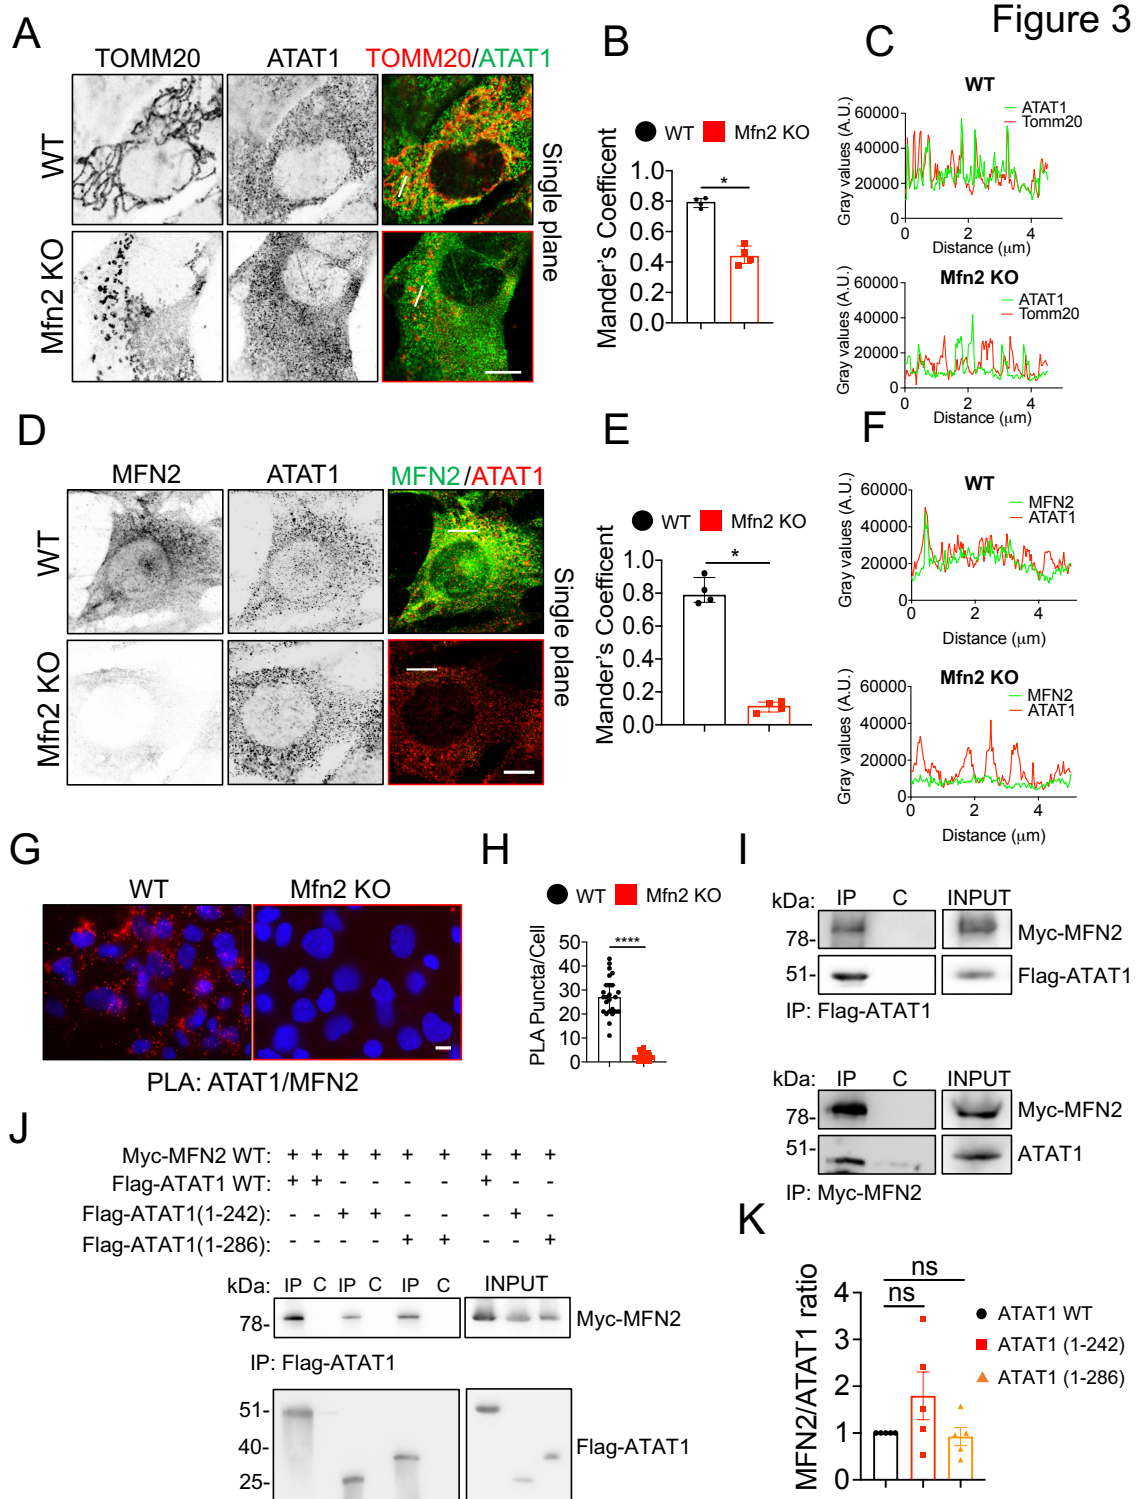 Figure 3
A
TOMM20 ATAT1 TOMM20/ATAT1
WT
Mfn2 KO
Single plane
B
WT Mfn2 KO
*
Mander's Coefficent
1.0
0.8
0.6
0.4
0.2
0.0
C
WT
ATAT1
Tomm20
Gray values (A.U.)
60000
40000
20000
0
0 2 4
Distance (μm)
Mfn2 KO
ATAT1
Tomm20
Gray values (A.U.)
60000
40000
20000
0
0 2 4
Distance (μm)
D
MFN2 ATAT1 MFN2/ATAT1
WT
Mfn2 KO
Single plane
E
WT Mfn2 KO
*
Mander's Coefficent
1.0
0.8
0.6
0.4
0.2
0.0
F
WT
MFN2
ATAT1
Gray values (A.U.)
60000
40000
20000
0
0 2 4
Distance (μm)
Mfn2 KO
MFN2
ATAT1
Gray values (A.U.)
60000
40000
20000
0
0 2 4
Distance (μm)
G
WT Mfn2 KO
PLA: ATAT1/MFN2
H
WT Mfn2 KO
****
PLA Puncta/Cell
50
40
30
20
10
0
I
kDa: IP C INPUT
78- Myc-MFN2
51- Flag-ATAT1
IP: Flag-ATAT1
kDa: IP C INPUT
78- Myc-MFN2
51- ATAT1
IP: Myc-MFN2
J
Myc-MFN2 WT: + + + + + + + + +
Flag-ATAT1 WT: + + - - - - + - -
Flag-ATAT1(1-242): - - + + - - - + -
Flag-ATAT1(1-286): - - - - + + - - +
kDa: IP C IP C IP C INPUT
78- Myc-MFN2
IP: Flag-ATAT1
51-
40- Flag-ATAT1
25-
K
ns
ns
MFN2/ATAT1 ratio
4
3
2
1
0
ATAT1 WT
ATAT1 (1-242)
ATAT1 (1-286)